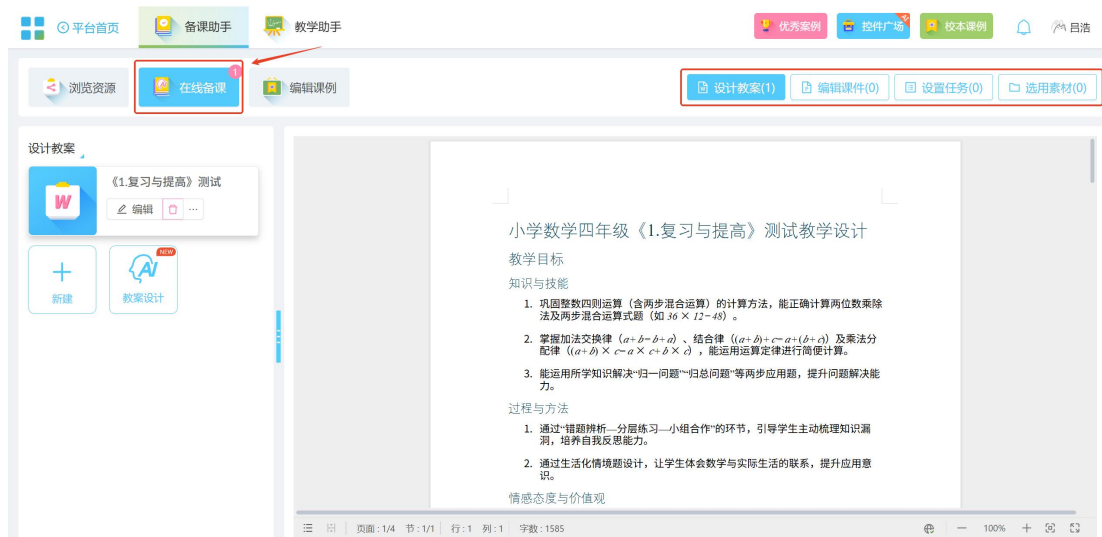 平台首页
备课助手
教学助手
优秀案例
控件广场
校本课例
吕浩
浏览资源
在线备课
1
编辑课例
设计教案(1)
编辑课件(0)
设置任务(0)
选用素材(0)
设计教案
W
《1.复习与提高》测试
编辑
...
新建
NEW
AI
教案设计
小学数学四年级《1.复习与提高》测试教学设计
教学目标
知识与技能
1. 巩固整数四则运算（含两步混合运算）的计算方法，能正确计算两位数乘除
法及两步混合运算式题（如 36 × 12−48）。
2. 掌握加法交换律（a+b=b+a）、结合律（(a+b)+c=a+(b+c)）及乘法分
配律（(a+b) × c=a × c+b × c），能运用运算定律进行简便计算。
3. 能运用所学知识解决“归一问题”“归总问题”等两步应用题，提升问题解决能
力。
过程与方法
1. 通过“错题辨析—分层练习—小组合作”的环节，引导学生主动梳理知识漏
洞，培养自我反思能力。
2. 通过生活化情境题设计，让学生体会数学与实际生活的联系，提升应用意
识。
情感态度与价值观
页面：1/4 节：1/1 行：1 列：1 字数：1585
100%